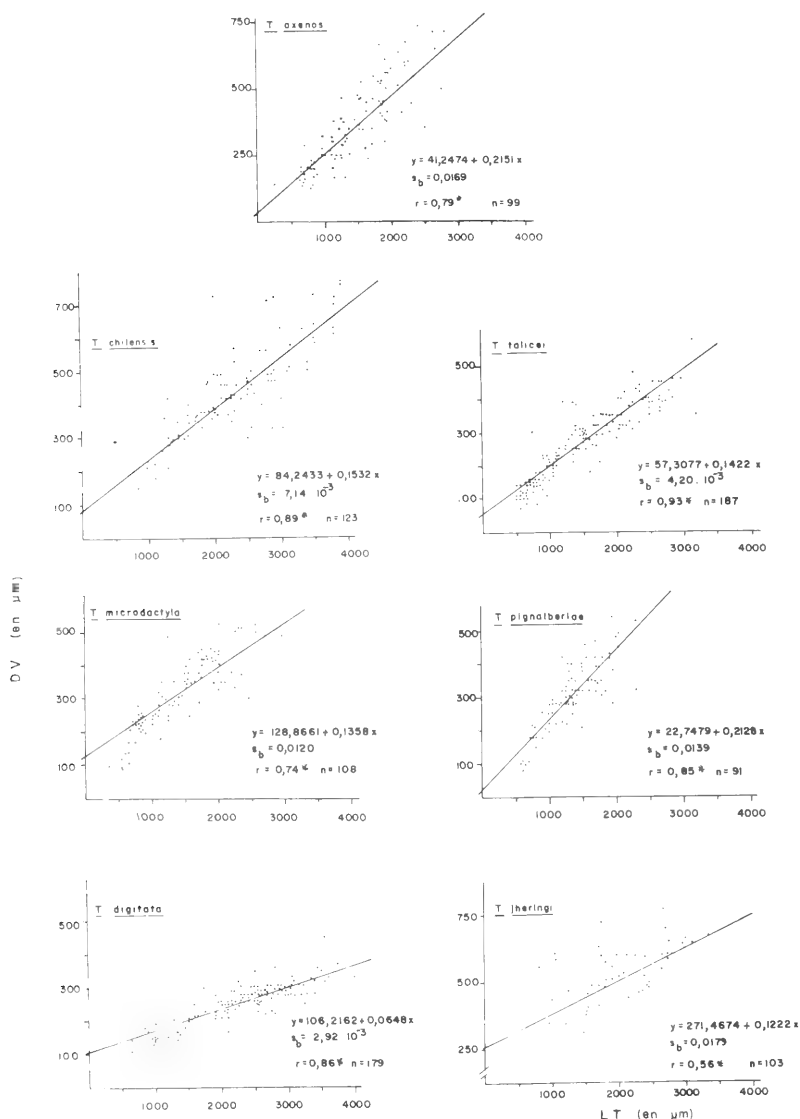 T axenos
750
500
250
y = 41,2474 + 0,2151 x
s_b = 0,0169
r = 0,79* n = 99
1000 2000 3000 4000
T chilensis
700
500
300
100
y = 84,2433 + 0,1532 x
s_b = 7,14 10^-3
r = 0,89* n = 123
1000 2000 3000 4000
T talicei
500
300
100
y = 57,3077 + 0,1422 x
s_b = 4,20 . 10^-3
r = 0,93* n = 187
1000 2000 3000 4000
DV (en µm)
T microdactyla
500
300
100
y = 128,8661 + 0,1358 x
s_b = 0,0120
r = 0,74* n = 108
1000 2000 3000 4000
T pignalberiae
500
300
100
y = 22,7479 + 0,2128 x
s_b = 0,0139
r = 0,85* n = 91
1000 2000 3000 4000
T digitata
500
300
100
y = 106,2162 + 0,0648 x
s_b = 2,92 10^-3
r = 0,86* n = 179
1000 2000 3000 4000
T jheringi
750
500
250
y = 271,4674 + 0,1222 x
s_b = 0,0179
r = 0,56* n = 103
1000 2000 3000 4000
LT (en µm)